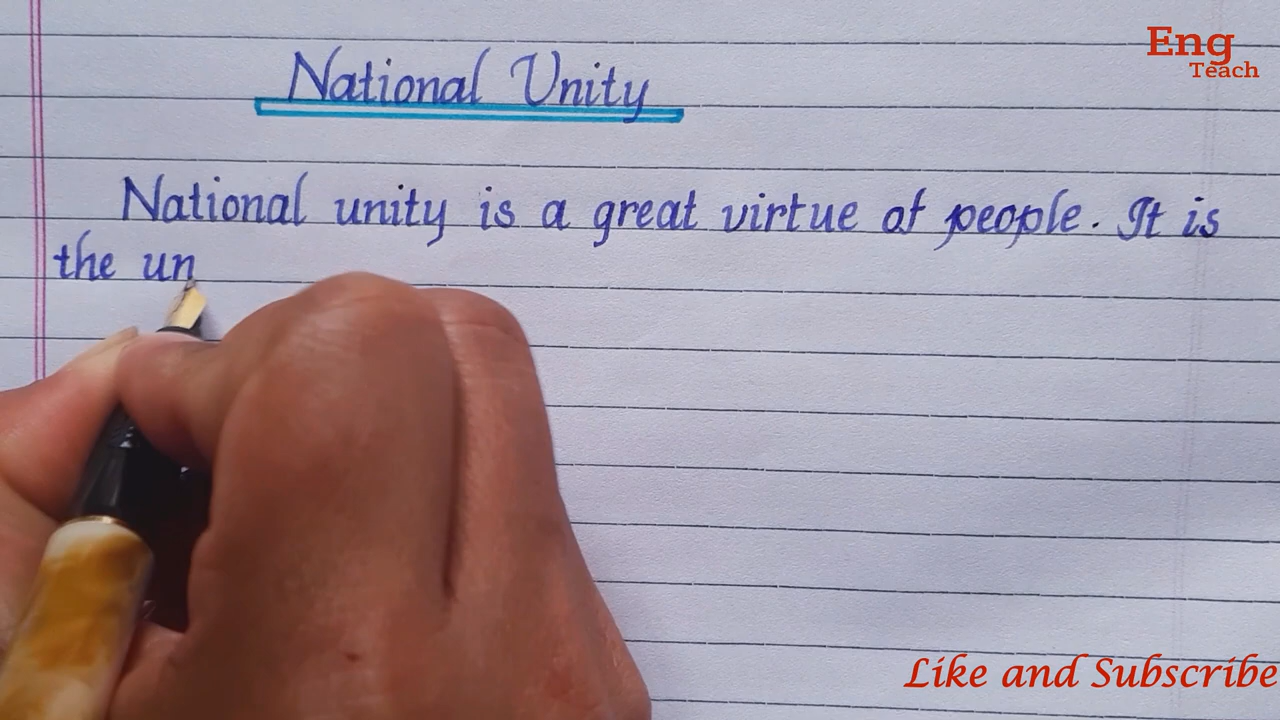 Eng
Teach
National Unity
National unity is a great virtue of people. It is
the un
Like and Subscribe